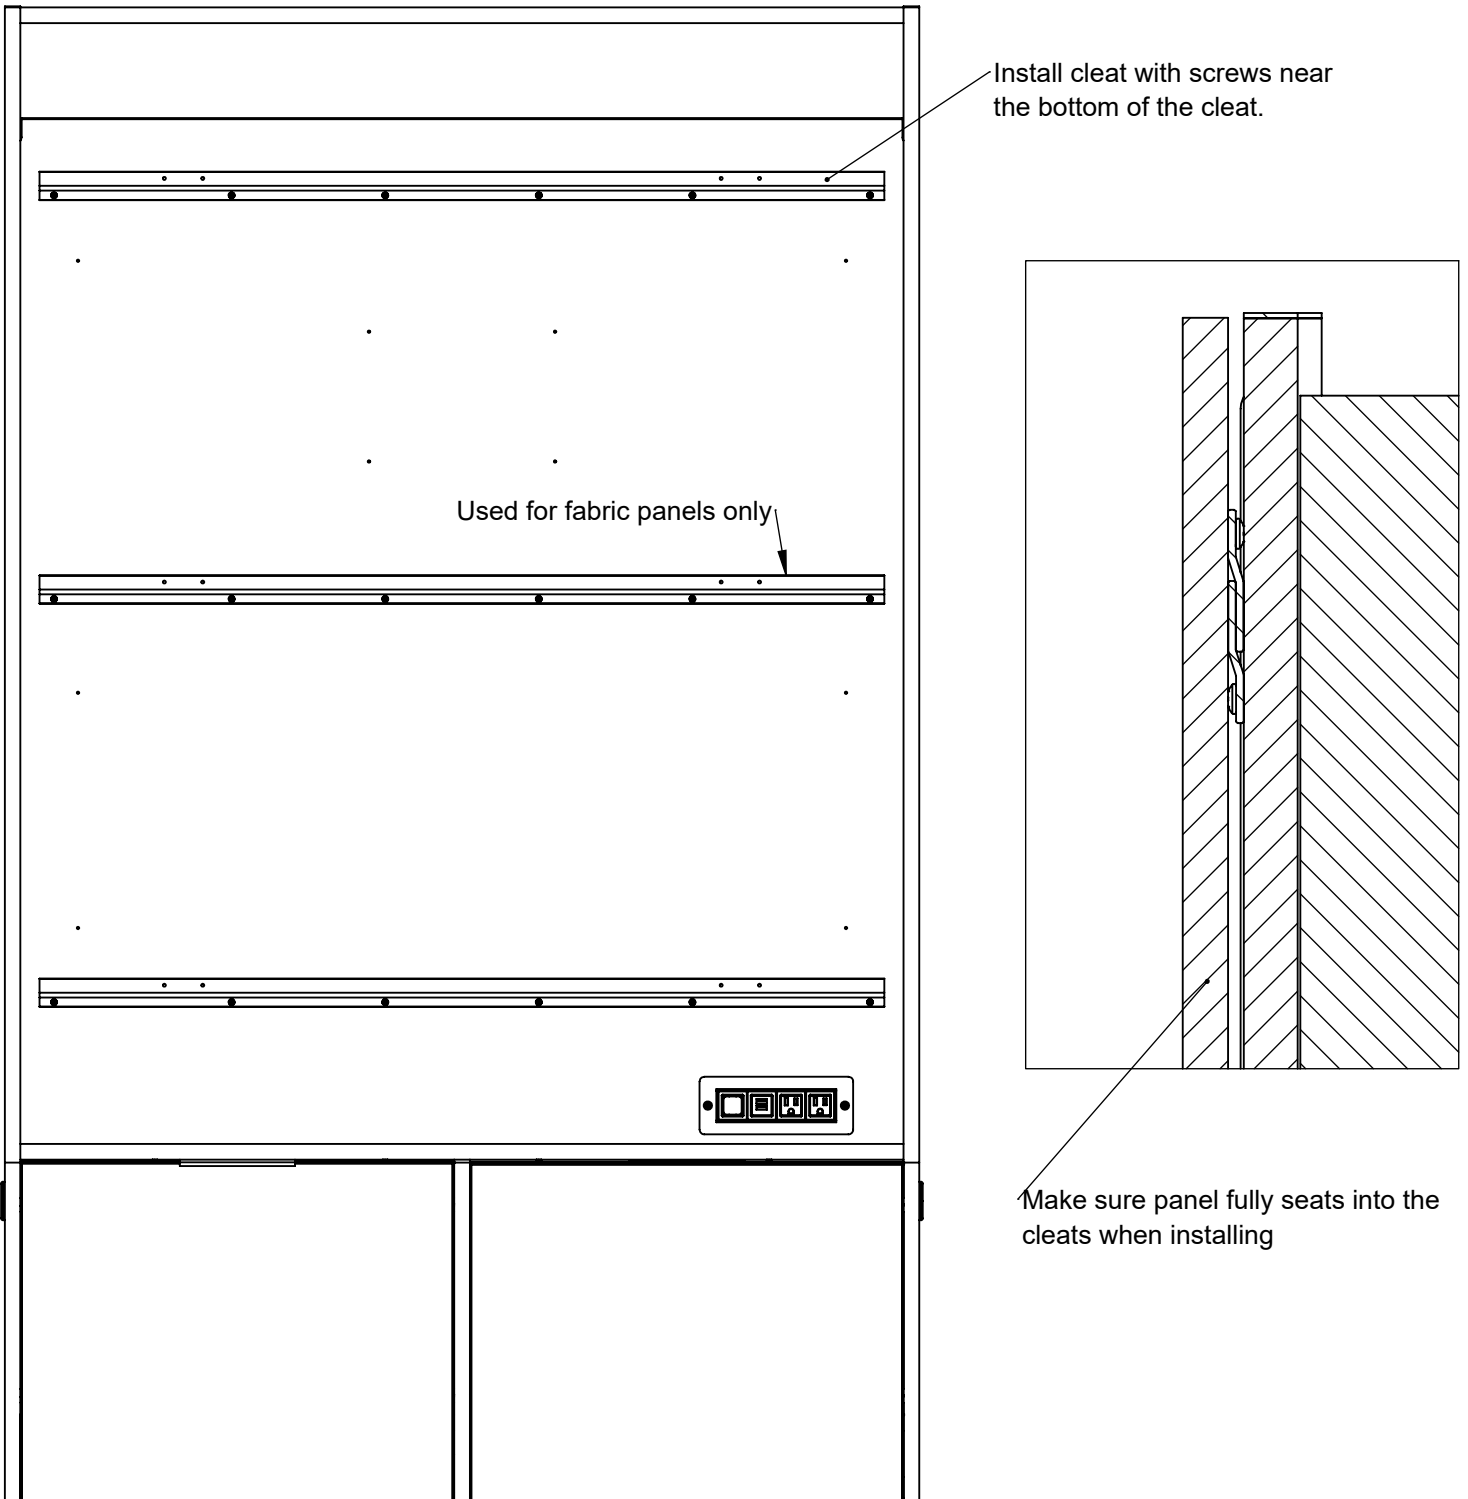 Install cleat with screws near
the bottom of the cleat.
Used for fabric panels only
Make sure panel fully seats into the
cleats when installing